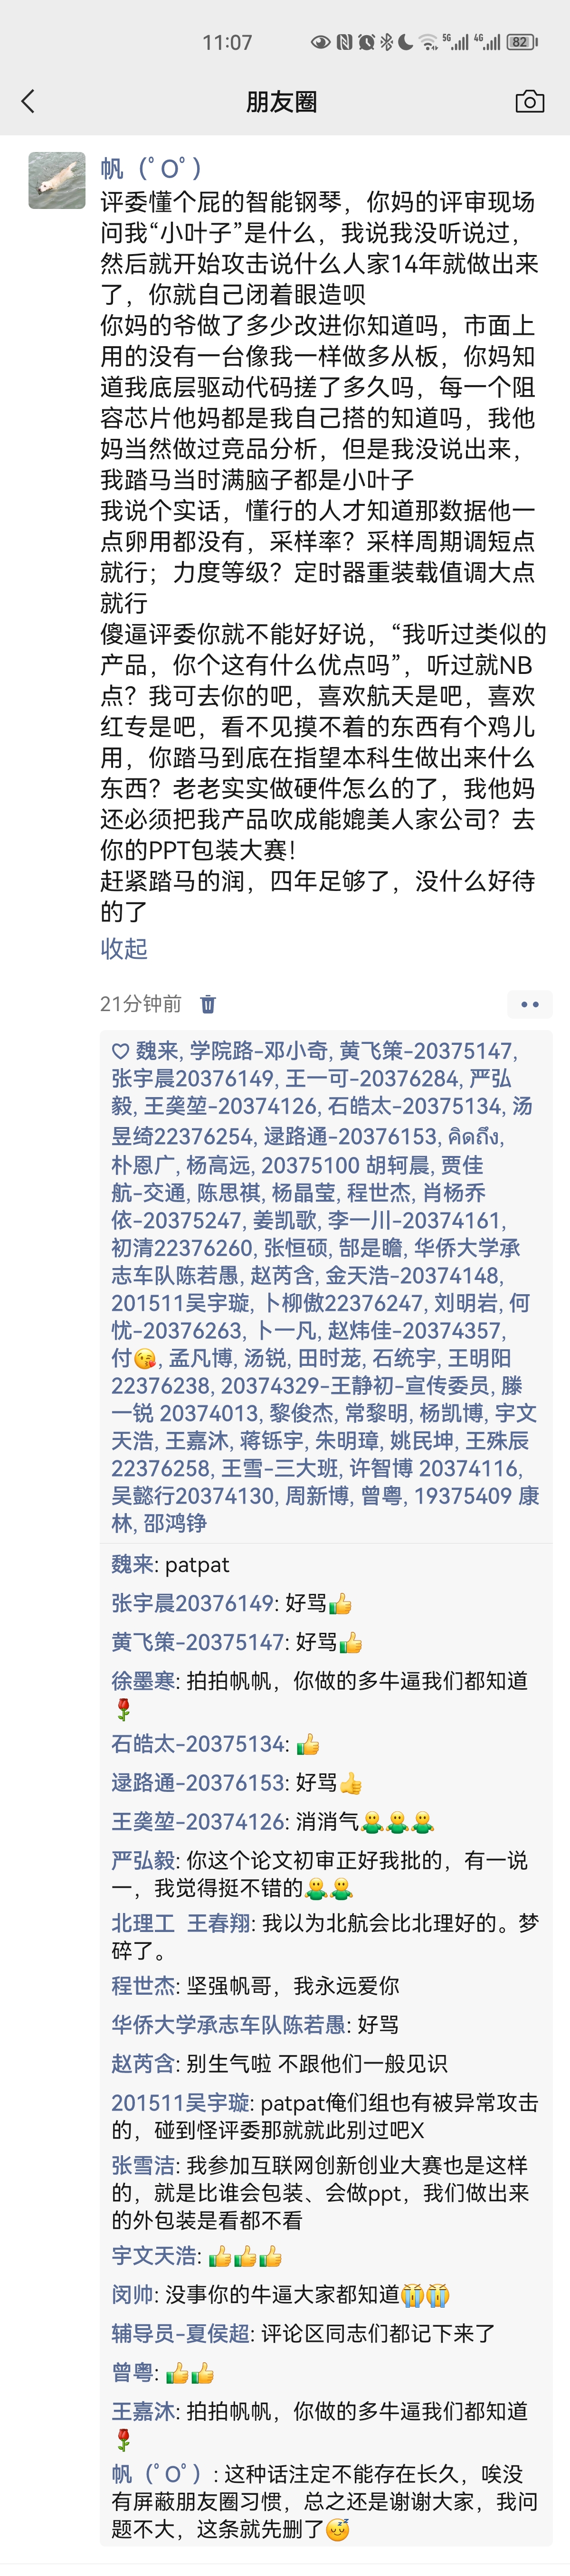 11:07
5G
4G
82
朋友圈
帆（ﾟOﾟ）
评委懂个屁的智能钢琴，你妈的评审现场
问我“小叶子”是什么，我说我没听说过，
然后就开始攻击说什么人家14年就做出来
了，你就自己闭着眼造呗
你妈的爷做了多少改进你知道吗，市面上
用的没有一台像我一样做多从板，你妈知
道我底层驱动代码搓了多久吗，每一个阻
容芯片他妈都是我自己搭的知道吗，我他
妈当然做过竞品分析，但是我没说出来，
我踏马当时满脑子都是小叶子
我说个实话，懂行的人才知道那数据他一
点卵用都没有，采样率？采样周期调短点
就行；力度等级？定时器重装载值调大点
就行
傻逼评委你就不能好好说，“我听过类似的
产品，你个这有什么优点吗”，听过就NB
点？我可去你的吧，喜欢航天是吧，喜欢
红专是吧，看不见摸不着的东西有个鸡儿
用，你踏马到底在指望本科生做出来什么
东西？老老实实做硬件怎么的了，我他妈
还必须把我产品吹成能媲美人家公司？去
你的PPT包装大赛！
赶紧踏马的润，四年足够了，没什么好待
的了
收起
21分钟前
魏来, 学院路-邓小奇, 黄飞策-20375147,
张宇晨20376149, 王一可-20376284, 严弘
毅, 王䶮堃-20374126, 石皓太-20375134, 汤
昱绮22376254, 逯路通-20376153, คิดถึง,
朴恩广, 杨高远, 20375100 胡轲晨, 贾佳
航-交通, 陈思祺, 杨晶莹, 程世杰, 肖杨乔
依-20375247, 姜凯歌, 李一川-20374161,
初清22376260, 张恒硕, 郜是瞻, 华侨大学承
志车队陈若愚, 赵芮含, 金天浩-20374148,
201511吴宇璇, 卜柳傲22376247, 刘明岩, 何
忧-20376263, 卜一凡, 赵炜佳-20374357,
付😘, 孟凡博, 汤锐, 田时茏, 石统宇, 王明阳
22376238, 20374329-王静初-宣传委员, 滕
一锐 20374013, 黎俊杰, 常黎明, 杨凯博, 宇文
天浩, 王嘉沐, 蒋铄宇, 朱明璋, 姚民坤, 王殊辰
22376258, 王雪-三大班, 许智博 20374116,
吴懿行20374130, 周新博, 曾粤, 19375409 康
林, 邵鸿铮
魏来: patpat
张宇晨20376149: 好骂👍
黄飞策-20375147: 好骂👍
徐墨寒: 拍拍帆帆，你做的多牛逼我们都知道
🌹
石皓太-20375134: 👍
逯路通-20376153: 好骂👍
王䶮堃-20374126: 消消气
严弘毅: 你这个论文初审正好我批的，有一说
一，我觉得挺不错的
北理工 王春翔: 我以为北航会比北理好的。梦
碎了。
程世杰: 坚强帆哥，我永远爱你
华侨大学承志车队陈若愚: 好骂
赵芮含: 别生气啦 不跟他们一般见识
201511吴宇璇: patpat俺们组也有被异常攻击
的，碰到怪评委那就就此别过吧X
张雪洁: 我参加互联网创新创业大赛也是这样
的，就是比谁会包装、会做ppt，我们做出来
的外包装是看都不看
宇文天浩: 👍👍👍
闵帅: 没事你的牛逼大家都知道😭😭
辅导员-夏侯超: 评论区同志们都记下来了
曾粤: 👍👍
王嘉沐: 拍拍帆帆，你做的多牛逼我们都知道
🌹
帆（ﾟOﾟ）: 这种话注定不能存在长久，唉没
有屏蔽朋友圈习惯，总之还是谢谢大家，我问
题不大，这条就先删了😴